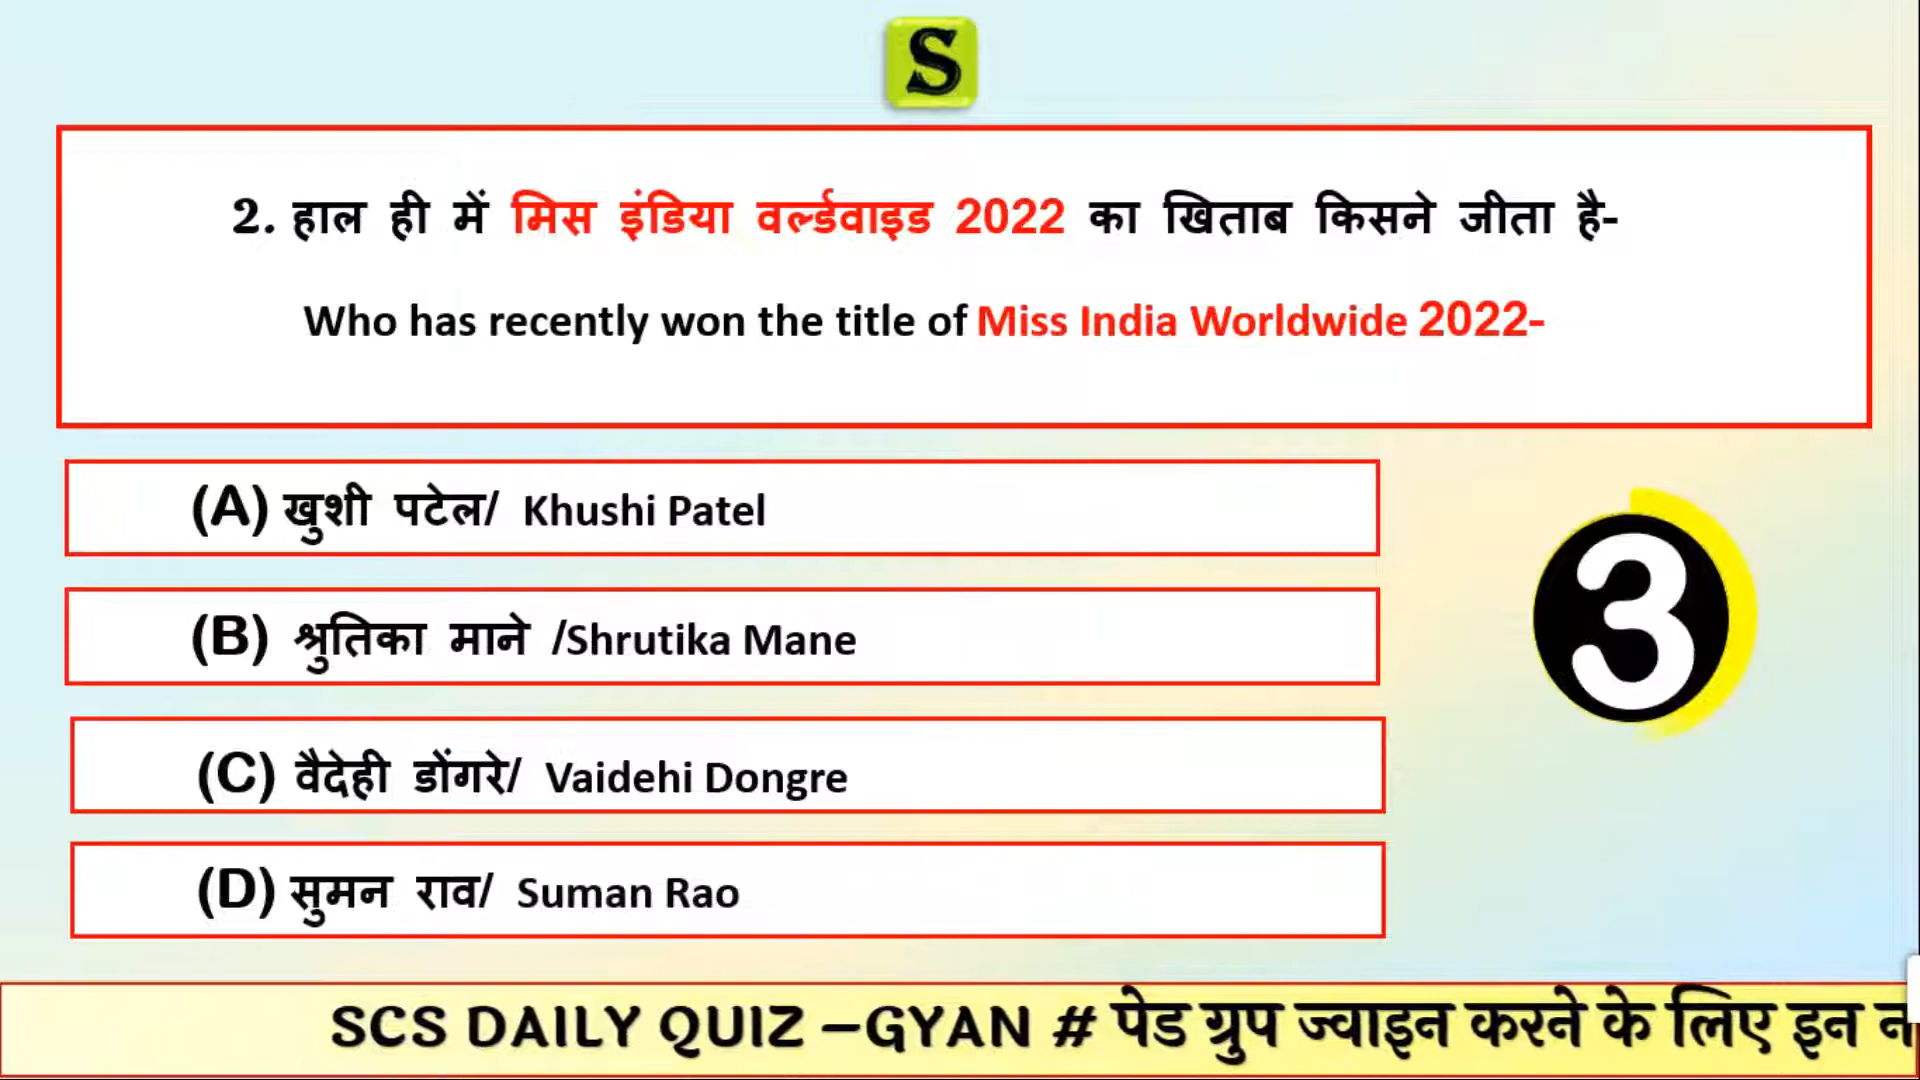 S
2. हाल ही में मिस इंडिया वर्ल्डवाइड 2022 का खिताब किसने जीता है-
Who has recently won the title of Miss India Worldwide 2022-
(A) खुशी पटेल/ Khushi Patel
(B) श्रुतिका माने /Shrutika Mane
(C) वैदेही डोंगरे/ Vaidehi Dongre
(D) सुमन राव/ Suman Rao
3
SCS DAILY QUIZ –GYAN # पेड ग्रुप ज्वाइन करने के लिए इन